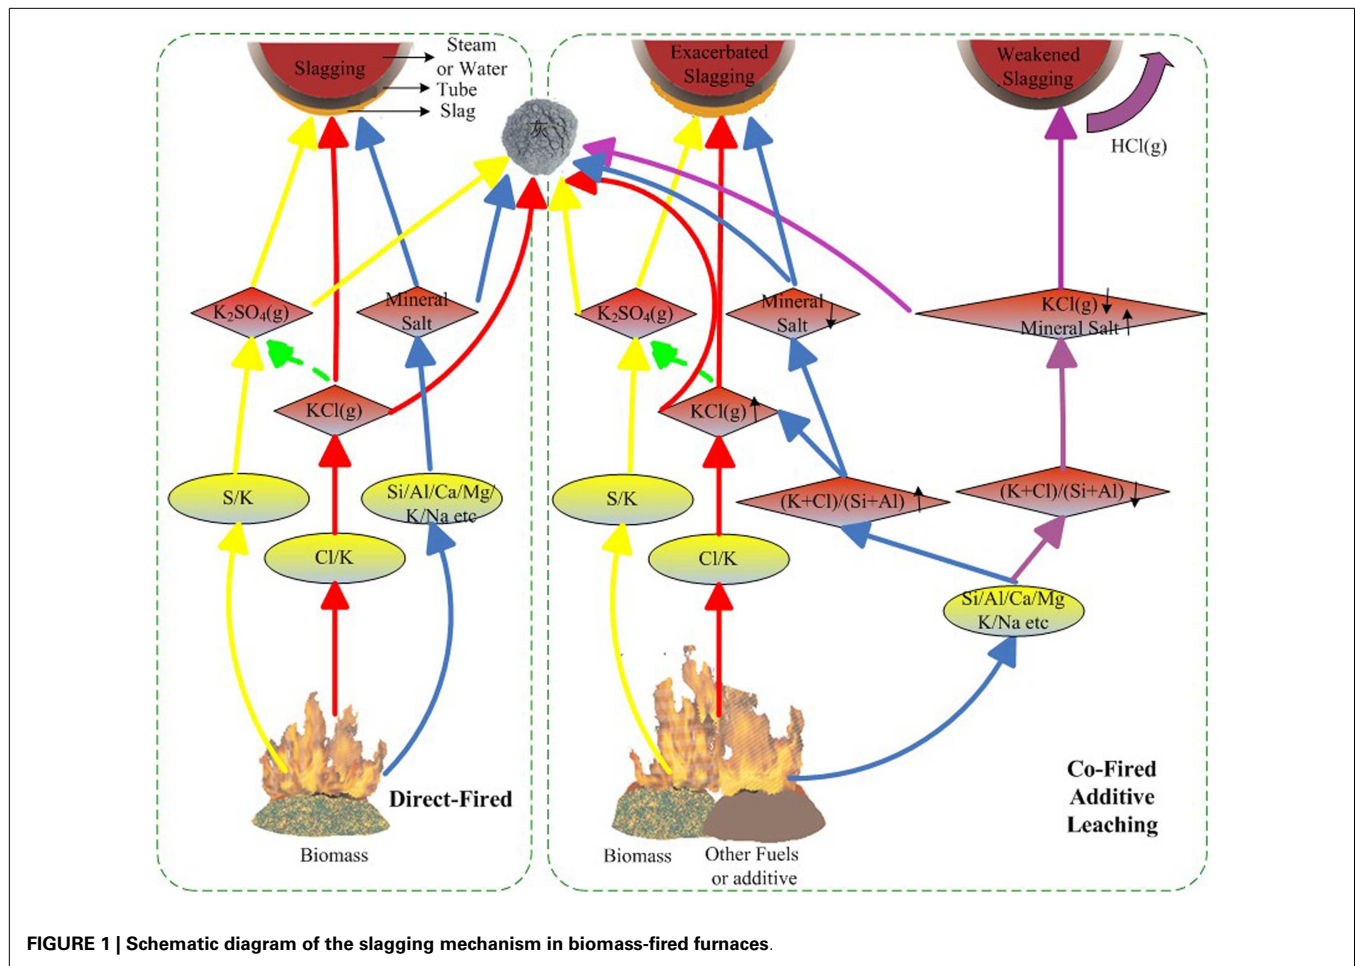 Slagging
Steam
or Water
Tube
Slag
灰
K₂SO₄(g)
Mineral
Salt
KCl(g)
S/K
Si/Al/Ca/Mg/
K/Na etc
Cl/K
Direct-Fired
Biomass
Exacerbated
Slagging
Weakened
Slagging
HCl(g)
K₂SO₄(g)
Mineral
Salt↓
KCl(g)↓
Mineral Salt↑
KCl(g)↑
S/K
(K+Cl)/(Si+Al)↑
(K+Cl)/(Si+Al)↓
Cl/K
Si/Al/Ca/Mg
K/Na etc
Co-Fired
Additive
Leaching
Biomass
Other Fuels
or additive
FIGURE 1 | Schematic diagram of the slagging mechanism in biomass-fired furnaces.